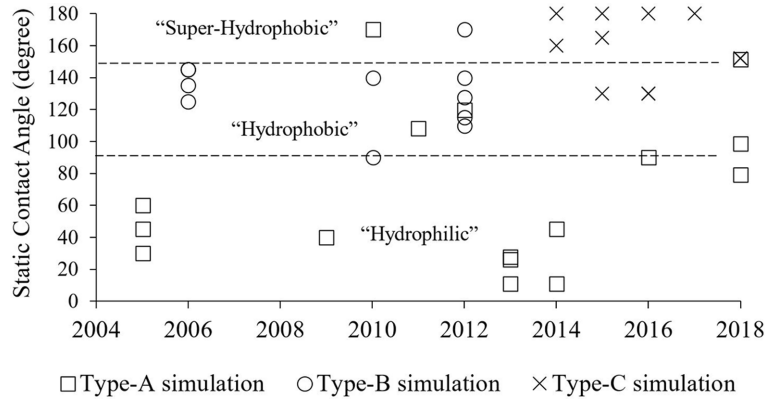 Static Contact Angle (degree)
180
160
140
120
100
80
60
40
20
0
“Super-Hydrophobic”
“Hydrophobic”
“Hydrophilic”
2004 2006 2008 2010 2012 2014 2016 2018
Type-A simulation Type-B simulation Type-C simulation